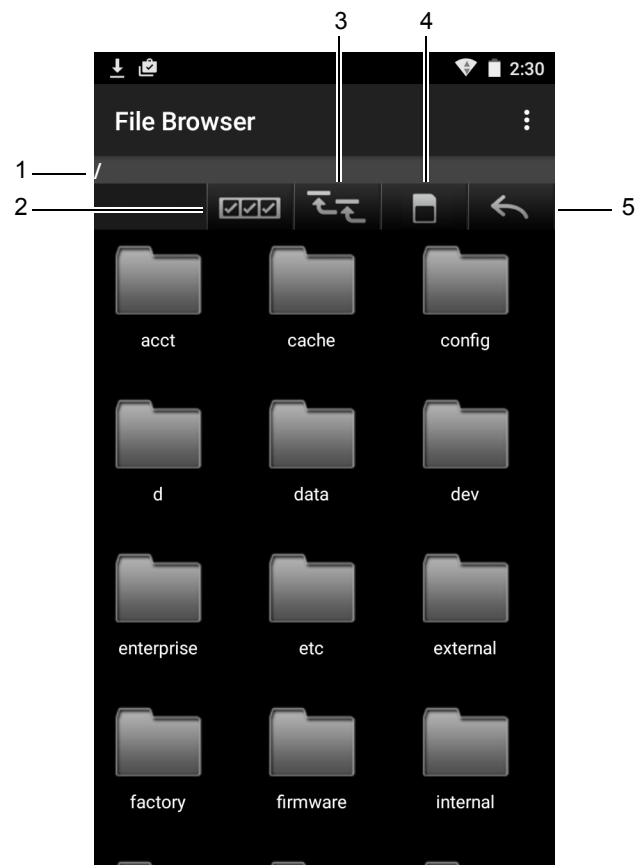 3 4
2:30
File Browser
1 /
2 5
acct cache config
d data dev
enterprise etc external
factory firmware internal